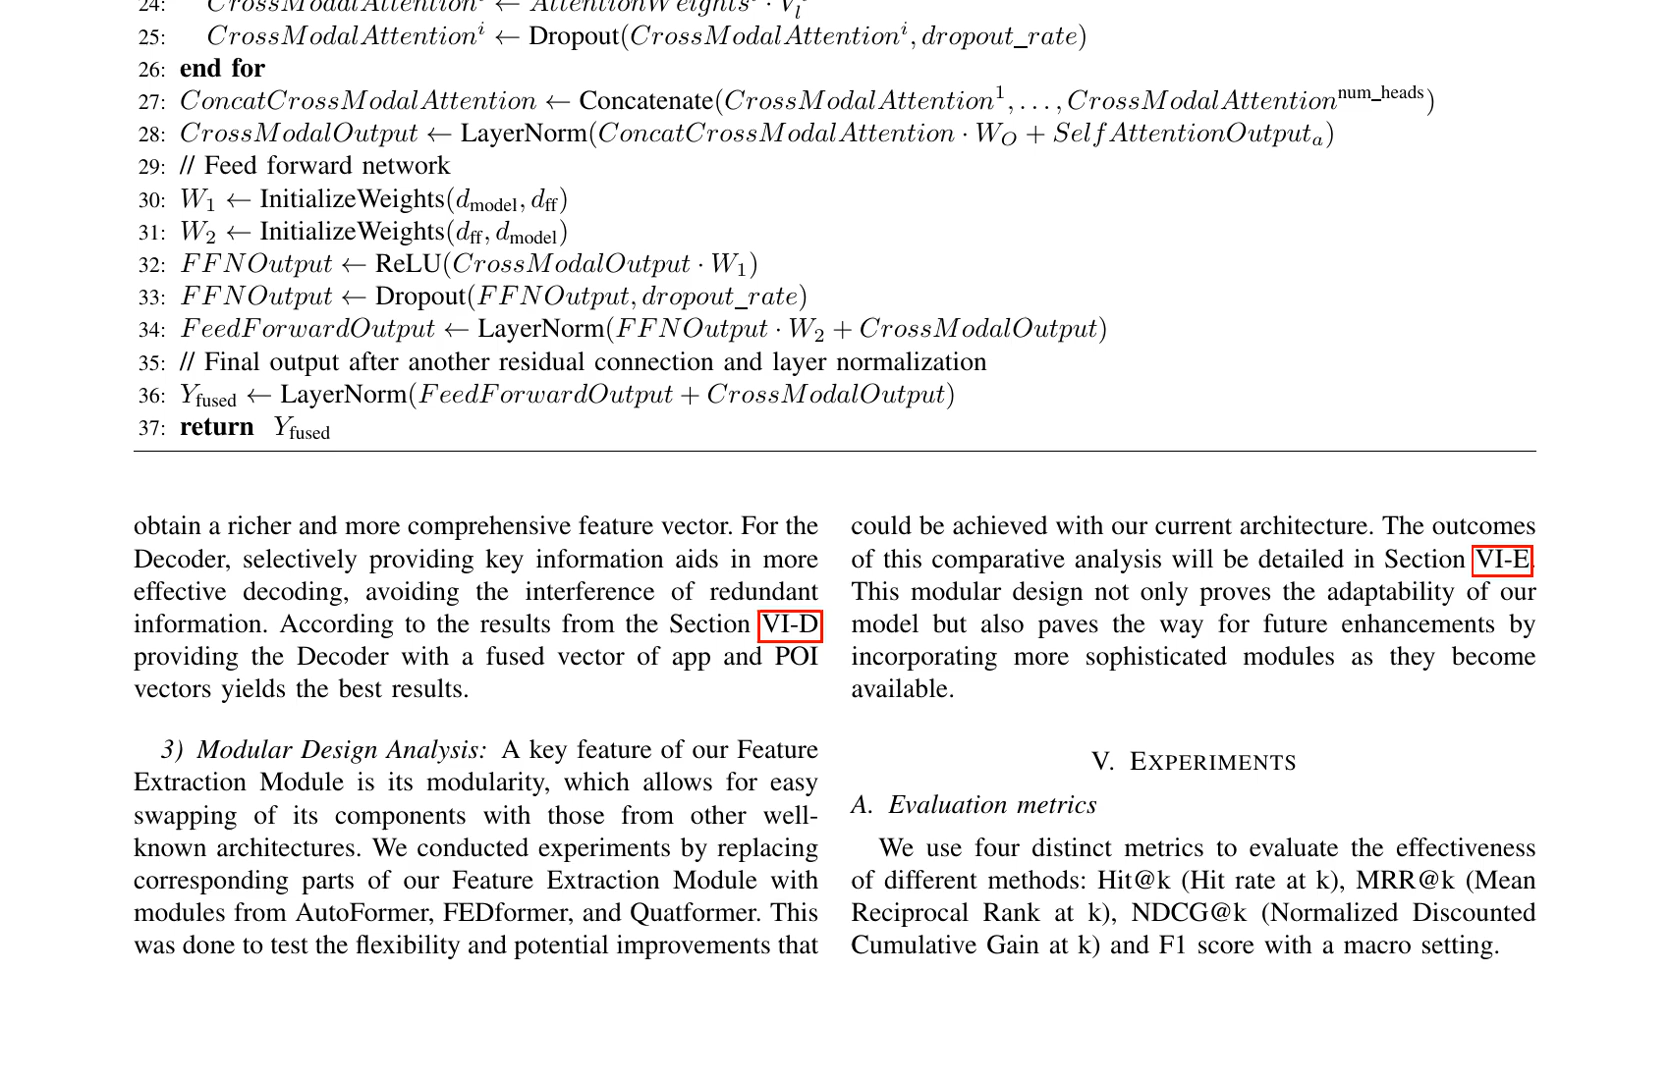 24: CrossModalAttention^i ← AttentionWeights^i · V_l^i
25: CrossModalAttention^i ← Dropout(CrossModalAttention^i, dropout_rate)
26: end for
27: ConcatCrossModalAttention ← Concatenate(CrossModalAttention^1, . . . , CrossModalAttention^num_heads)
28: CrossModalOutput ← LayerNorm(ConcatCrossModalAttention · W_O + SelfAttentionOutput_a)
29: // Feed forward network
30: W_1 ← InitializeWeights(d_model, d_ff)
31: W_2 ← InitializeWeights(d_ff, d_model)
32: FFNOutput ← ReLU(CrossModalOutput · W_1)
33: FFNOutput ← Dropout(FFNOutput, dropout_rate)
34: FeedForwardOutput ← LayerNorm(FFNOutput · W_2 + CrossModalOutput)
35: // Final output after another residual connection and layer normalization
36: Y_fused ← LayerNorm(FeedForwardOutput + CrossModalOutput)
37: return Y_fused
obtain a richer and more comprehensive feature vector. For the
Decoder, selectively providing key information aids in more
effective decoding, avoiding the interference of redundant
information. According to the results from the Section VI-D
providing the Decoder with a fused vector of app and POI
vectors yields the best results.
3) Modular Design Analysis: A key feature of our Feature
Extraction Module is its modularity, which allows for easy
swapping of its components with those from other well-
known architectures. We conducted experiments by replacing
corresponding parts of our Feature Extraction Module with
modules from AutoFormer, FEDformer, and Quatformer. This
was done to test the flexibility and potential improvements that
could be achieved with our current architecture. The outcomes
of this comparative analysis will be detailed in Section VI-E.
This modular design not only proves the adaptability of our
model but also paves the way for future enhancements by
incorporating more sophisticated modules as they become
available.
V. EXPERIMENTS
A. Evaluation metrics
We use four distinct metrics to evaluate the effectiveness
of different methods: Hit@k (Hit rate at k), MRR@k (Mean
Reciprocal Rank at k), NDCG@k (Normalized Discounted
Cumulative Gain at k) and F1 score with a macro setting.